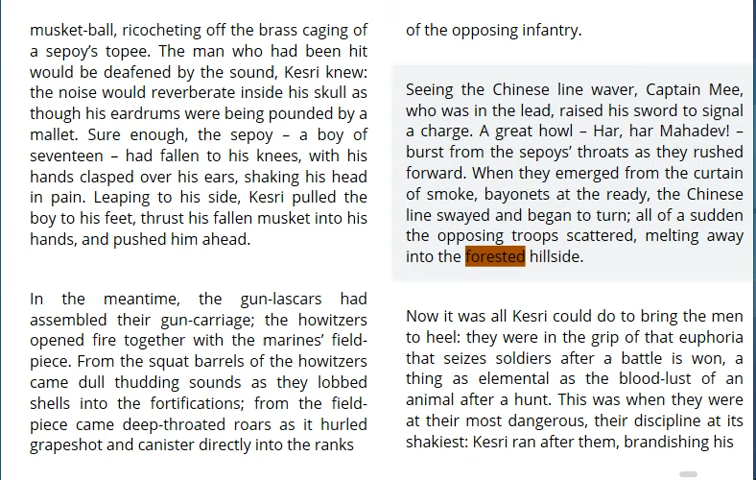 musket-ball, ricocheting off the brass caging of
a sepoy’s topee. The man who had been hit
would be deafened by the sound, Kesri knew:
the noise would reverberate inside his skull as
though his eardrums were being pounded by a
mallet. Sure enough, the sepoy – a boy of
seventeen – had fallen to his knees, with his
hands clasped over his ears, shaking his head
in pain. Leaping to his side, Kesri pulled the
boy to his feet, thrust his fallen musket into his
hands, and pushed him ahead.
In the meantime, the gun-lascars had
assembled their gun-carriage; the howitzers
opened fire together with the marines’ field-
piece. From the squat barrels of the howitzers
came dull thudding sounds as they lobbed
shells into the fortifications; from the field-
piece came deep-throated roars as it hurled
grapeshot and canister directly into the ranks
of the opposing infantry.
Seeing the Chinese line waver, Captain Mee,
who was in the lead, raised his sword to signal
a charge. A great howl – Har, har Mahadev! –
burst from the sepoys’ throats as they rushed
forward. When they emerged from the curtain
of smoke, bayonets at the ready, the Chinese
line swayed and began to turn; all of a sudden
the opposing troops scattered, melting away
into the forested hillside.
Now it was all Kesri could do to bring the men
to heel: they were in the grip of that euphoria
that seizes soldiers after a battle is won, a
thing as elemental as the blood-lust of an
animal after a hunt. This was when they were
at their most dangerous, their discipline at its
shakiest: Kesri ran after them, brandishing his